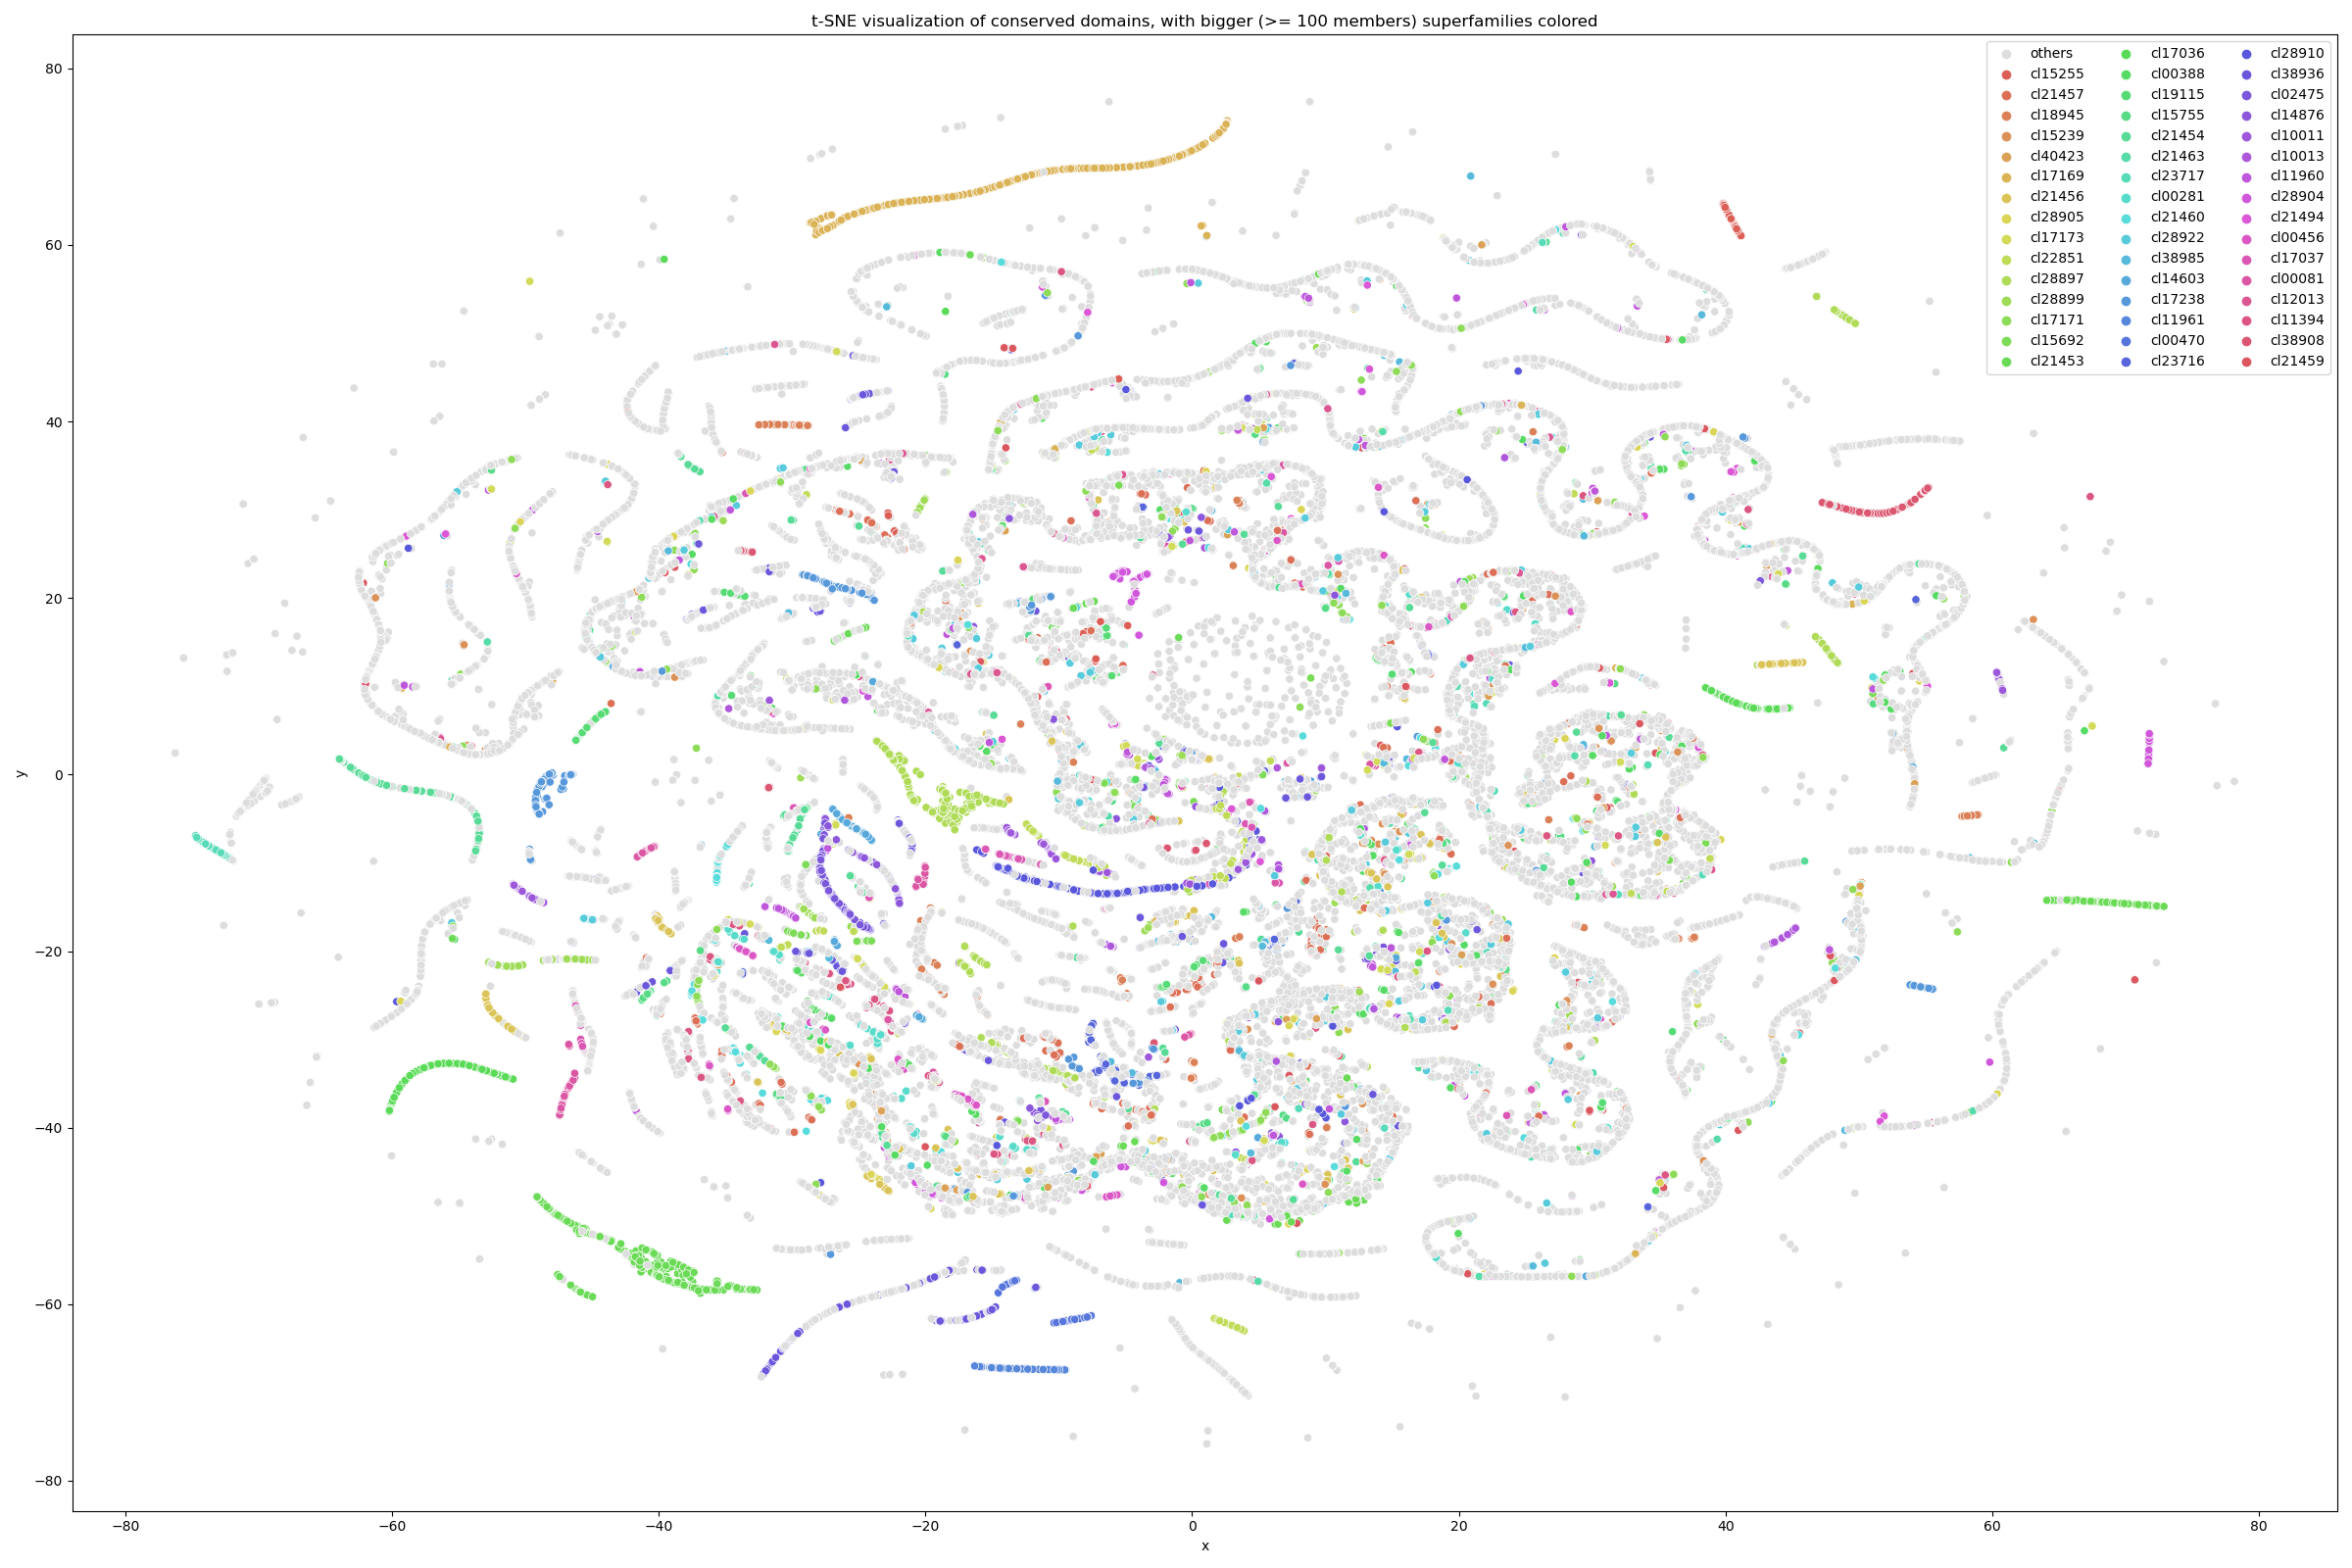 t-SNE visualization of conserved domains, with bigger (>= 100 members) superfamilies colored
others
cl15255
cl21457
cl18945
cl15239
cl40423
cl17169
cl21456
cl28905
cl17173
cl22851
cl28897
cl28899
cl17171
cl15692
cl21453
cl17036
cl00388
cl19115
cl15755
cl21454
cl21463
cl23717
cl00281
cl21460
cl28922
cl38985
cl14603
cl17238
cl11961
cl00470
cl23716
cl28910
cl38936
cl02475
cl14876
cl10011
cl10013
cl11960
cl28904
cl21494
cl00456
cl17037
cl00081
cl12013
cl11394
cl38908
cl21459
80
60
40
20
0
−20
−40
−60
−80
y
−80
−60
−40
−20
0
20
40
60
80
x